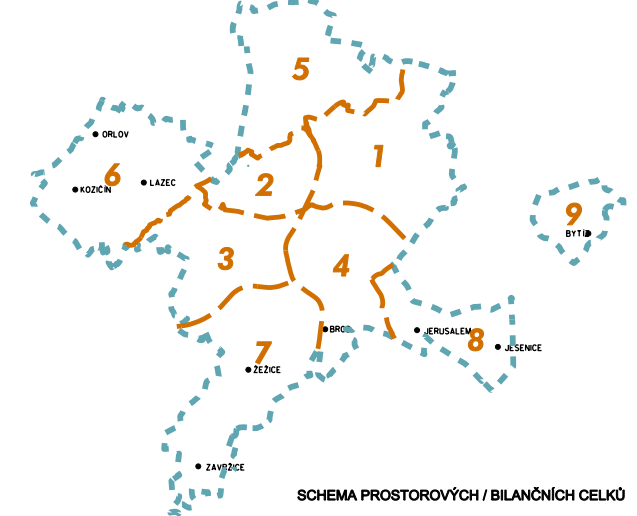 5
ORLOV
1
6
LAZEC
2
KOZIČÍN
9
BYTÍZ
3
4
BROD
JERUSALEM
8
7
JESENICE
ŽEŽICE
ZAVRŽICE
SCHEMA PROSTOROVÝCH / BILANČNÍCH CELKŮ